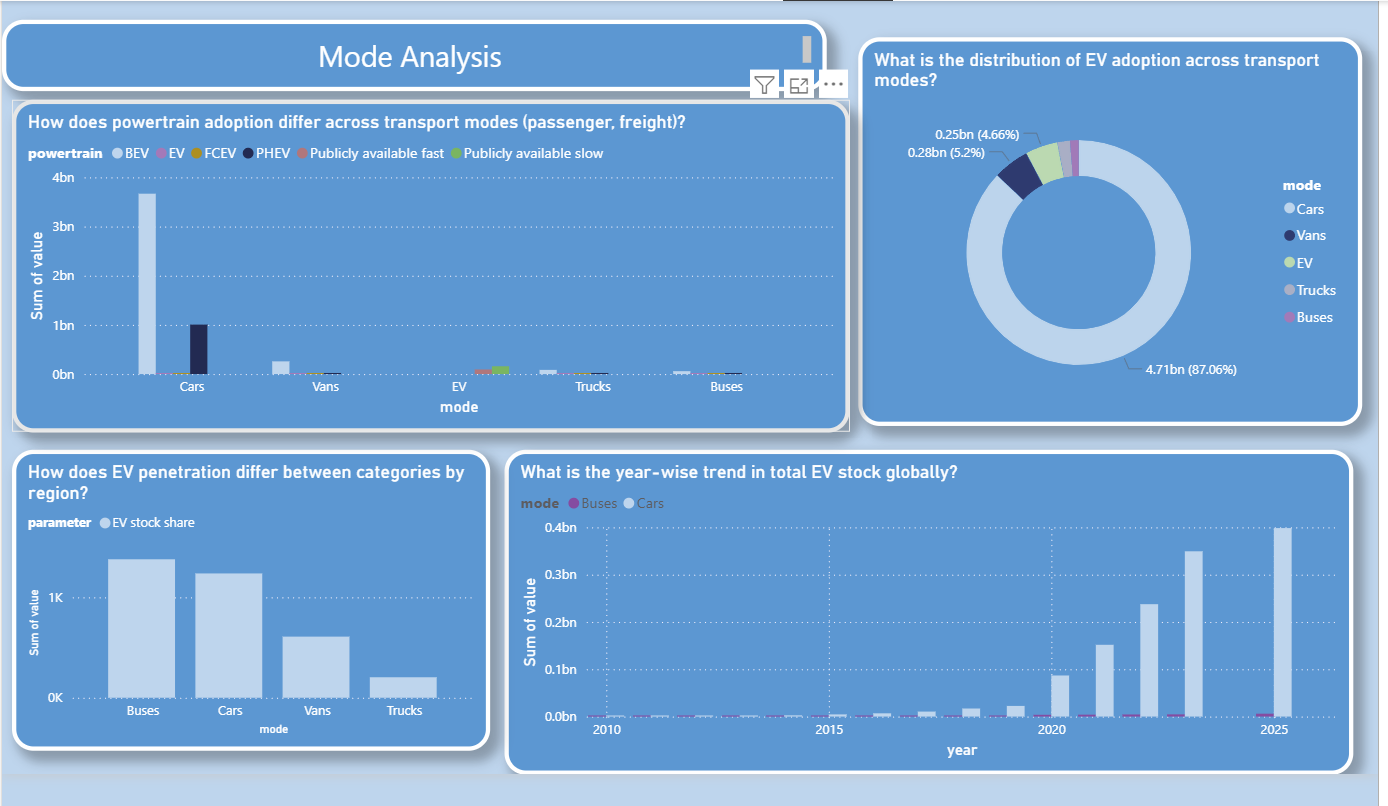 Mode Analysis
How does powertrain adoption differ across transport modes (passenger, freight)?
powertrain BEV EV FCEV PHEV Publicly available fast Publicly available slow
4bn
3bn
2bn
1bn
0bn
Sum of value
Cars Vans EV Trucks Buses
mode
What is the distribution of EV adoption across transport
modes?
0.25bn (4.66%)
0.28bn (5.2%)
4.71bn (87.06%)
mode
Cars
Vans
EV
Trucks
Buses
How does EV penetration differ between categories by
region?
parameter EV stock share
1K
0K
Sum of value
Buses Cars Vans Trucks
mode
What is the year-wise trend in total EV stock globally?
mode Buses Cars
0.4bn
0.3bn
0.2bn
0.1bn
0.0bn
Sum of value
2010 2015 2020 2025
year